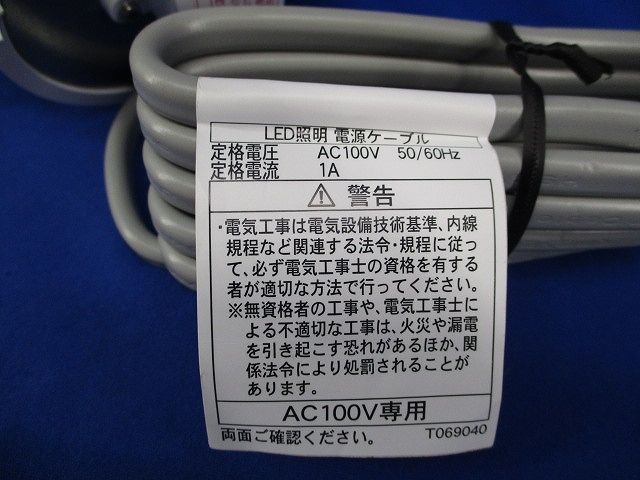 LED照明 電源ケーブル
定格電圧 AC100V 50/60Hz
定格電流 1A
⚠ 警告
・電気工事は電気設備技術基準、内線
規程など関連する法令・規程に従っ
て、必ず電気工事士の資格を有する
者が適切な方法で行ってください。
※無資格者の工事や、電気工事士に
よる不適切な工事は、火災や漏電
を引き起こす恐れがあるほか、関
係法令により処罰されることが
あります。
AC100V専用
両面ご確認ください。 T069040